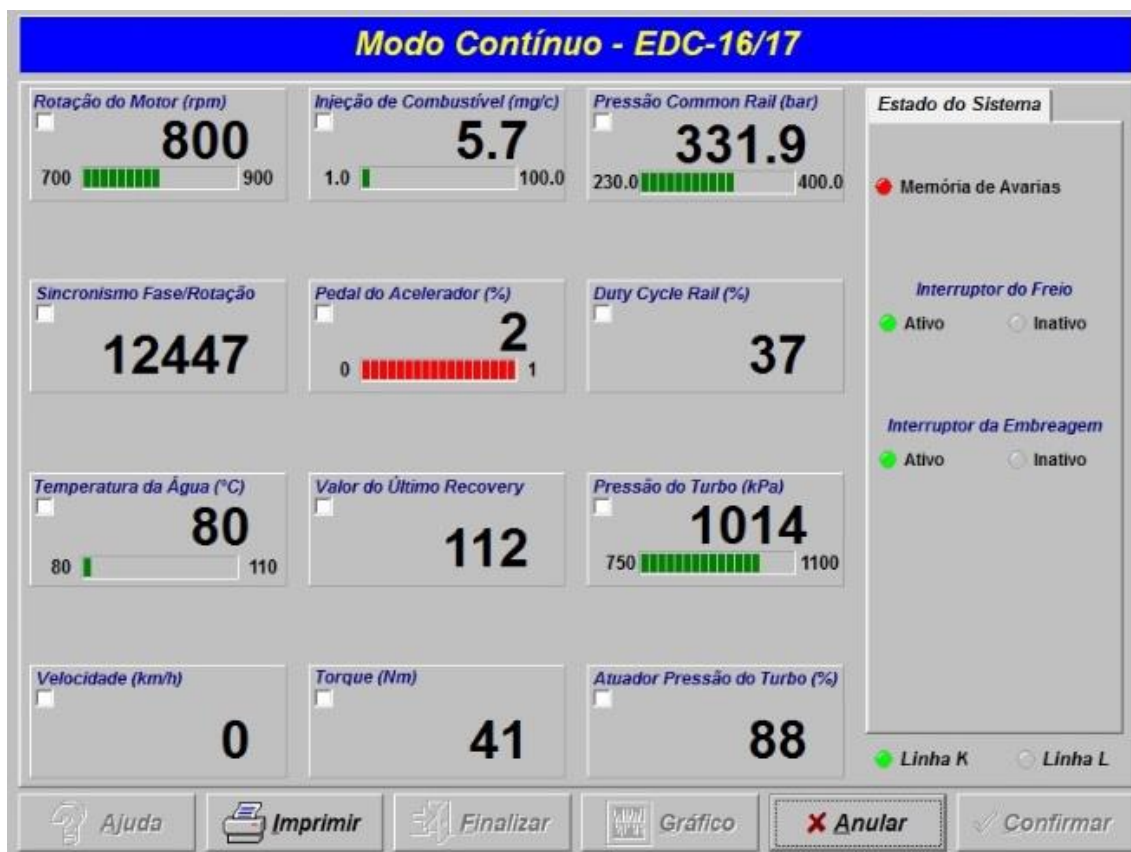 Modo Contínuo - EDC-16/17
Rotação do Motor (rpm)
800
700 900
Injeção de Combustível (mg/c)
5.7
1.0 100.0
Pressão Common Rail (bar)
331.9
230.0 400.0
Sincronismo Fase/Rotação
12447
Pedal do Acelerador (%)
2
0 1
Duty Cycle Rail (%)
37
Temperatura da Água (°C)
80
80 110
Valor do Último Recovery
112
Pressão do Turbo (kPa)
1014
750 1100
Velocidade (km/h)
0
Torque (Nm)
41
Atuador Pressão do Turbo (%)
88
Estado do Sistema
Memória de Avarias
Interruptor do Freio
Ativo Inativo
Interruptor da Embreagem
Ativo Inativo
Linha K Linha L
Ajuda Imprimir Finalizar Gráfico Anular Confirmar